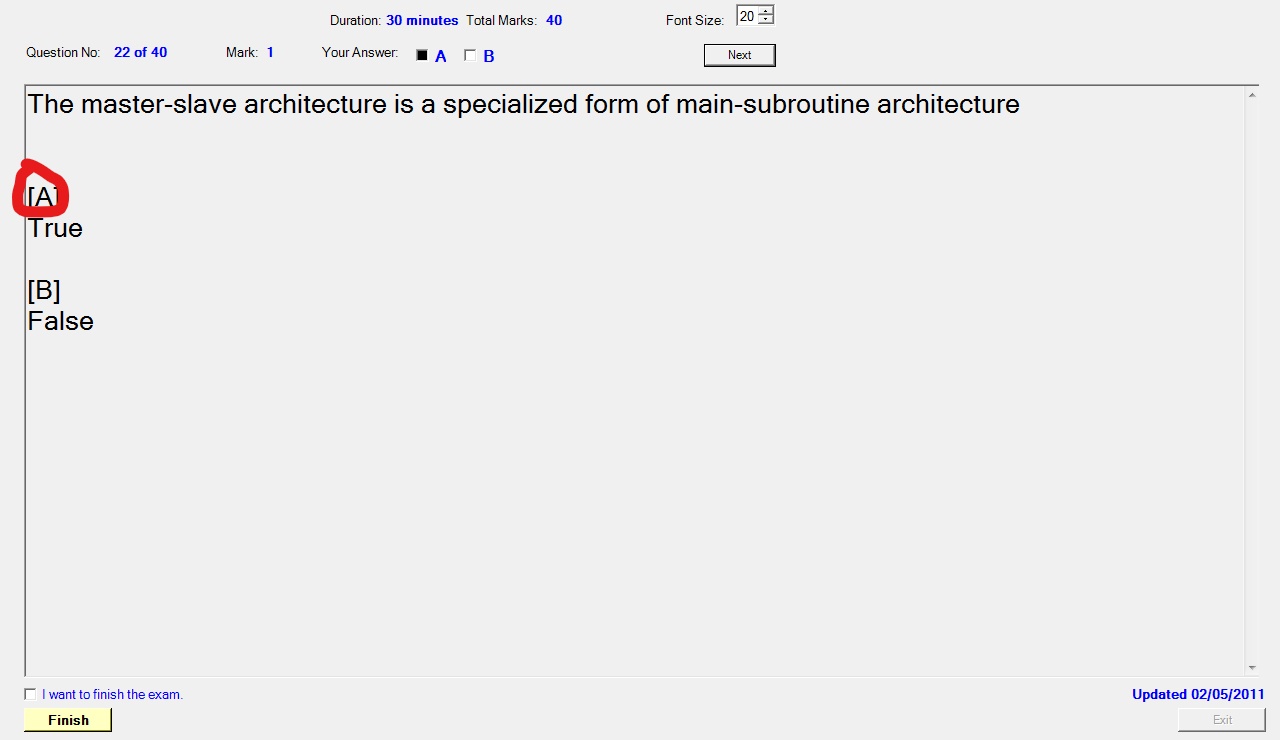 Duration: 30 minutes Total Marks: 40 Font Size: 20
Question No: 22 of 40 Mark: 1 Your Answer: A B Next
The master-slave architecture is a specialized form of main-subroutine architecture
[A]
True
[B]
False
I want to finish the exam.
Updated 02/05/2011
Finish
Exit